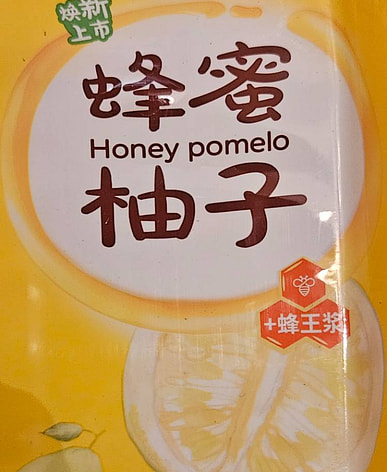 焕新
上市
蜂蜜
Honey pomelo
柚子
+蜂王浆